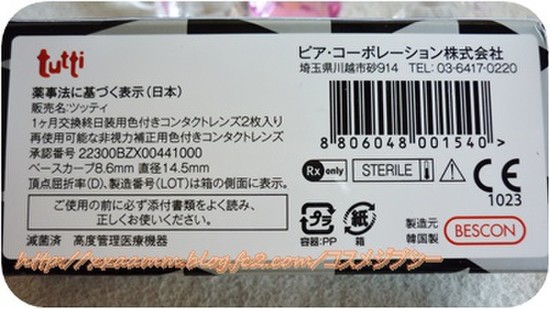 tutti
薬事法に基づく表示(日本)
販売名:ツッティ
1ヶ月交換終日装用色付きコンタクトレンズ2枚入り
再使用可能な非視力補正用色付きコンタクトレンズ
承認番号 22300BZX00441000
ベースカーブ8.6mm 直径14.5mm
頂点屈折率(D)、製造番号(LOT)は箱の側面に表示。
ご使用の前に必ず添付書類をよく読み、
正しくお使いください。
滅菌済 高度管理医療機器
ピア・コーポレーション株式会社
埼玉県川越市砂914 TEL: 03-6417-0220
8 806048 001540 >
Rx only
STERILE
CE
1023
プラ
容器:PP
紙
箱
製造元
韓国製
BESCON
http://exaamm.blog.fc2.com/コスメジプシー